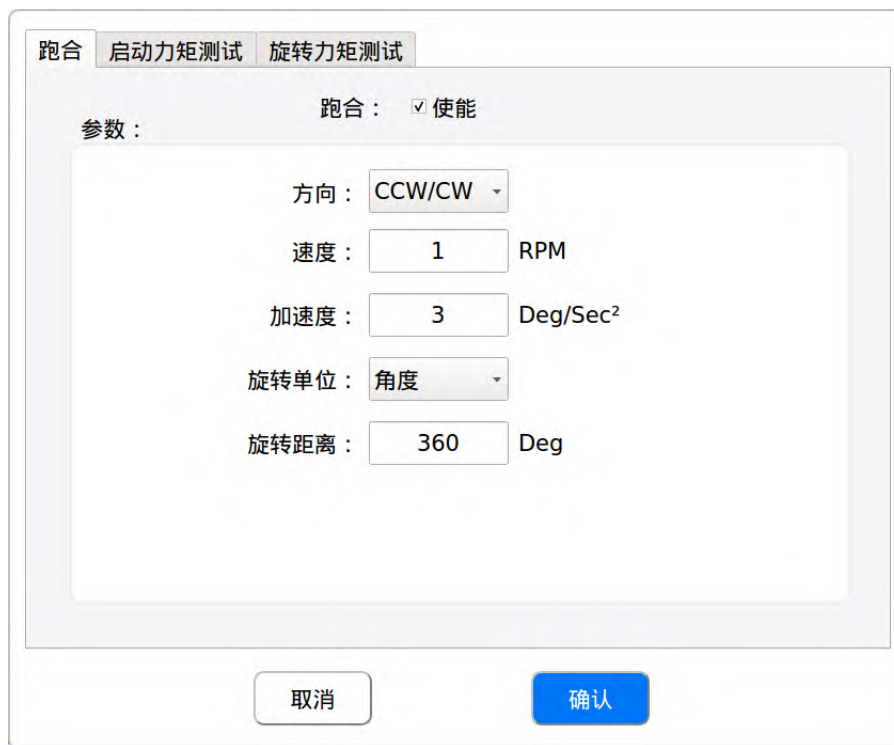 跑合 启动力矩测试 旋转力矩测试
跑合： 使能
参数：
方向： CCW/CW
速度： 1 RPM
加速度： 3 Deg/Sec²
旋转单位： 角度
旋转距离： 360 Deg
取消 确认